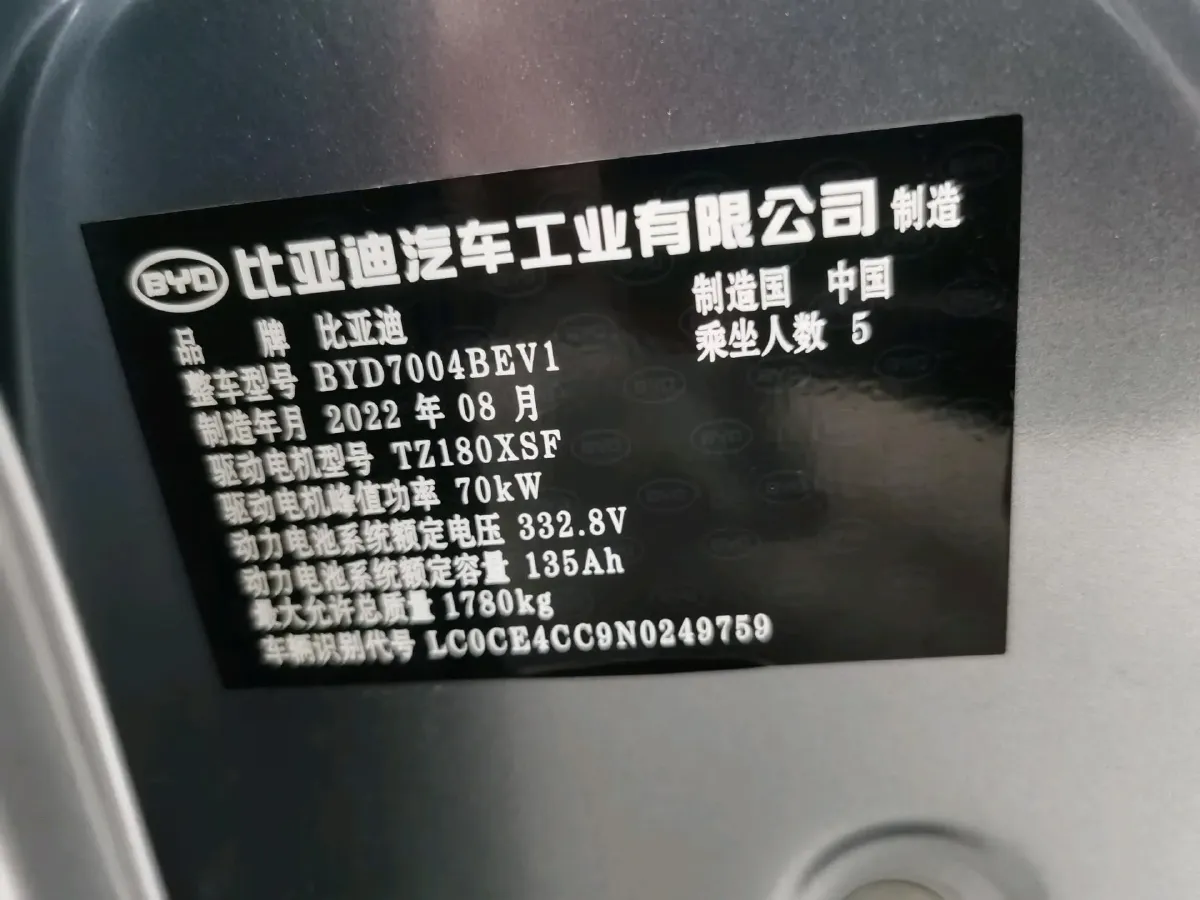 BYD 比亚迪汽车工业有限公司 制造
制造国 中国
品 牌 比亚迪
乘坐人数 5
整车型号 BYD7004BEV1
制造年月 2022 年 08 月
驱动电机型号 TZ180XSF
驱动电机峰值功率 70kW
动力电池系统额定电压 332.8V
动力电池系统额定容量 135Ah
最大允许总质量 1780kg
车辆识别代号 LC0CE4CC9N0249759